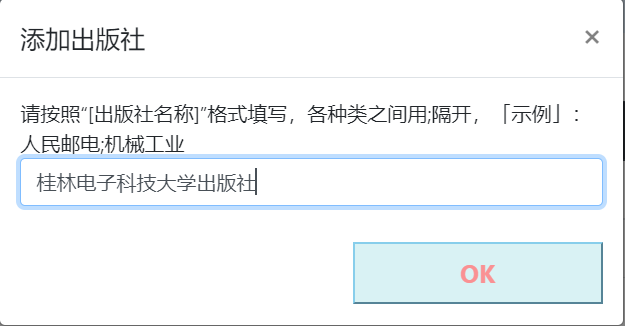 添加出版社
×
请按照“[出版社名称]”格式填写，各种类之间用;隔开，「示例」：
人民邮电;机械工业
桂林电子科技大学出版社
OK